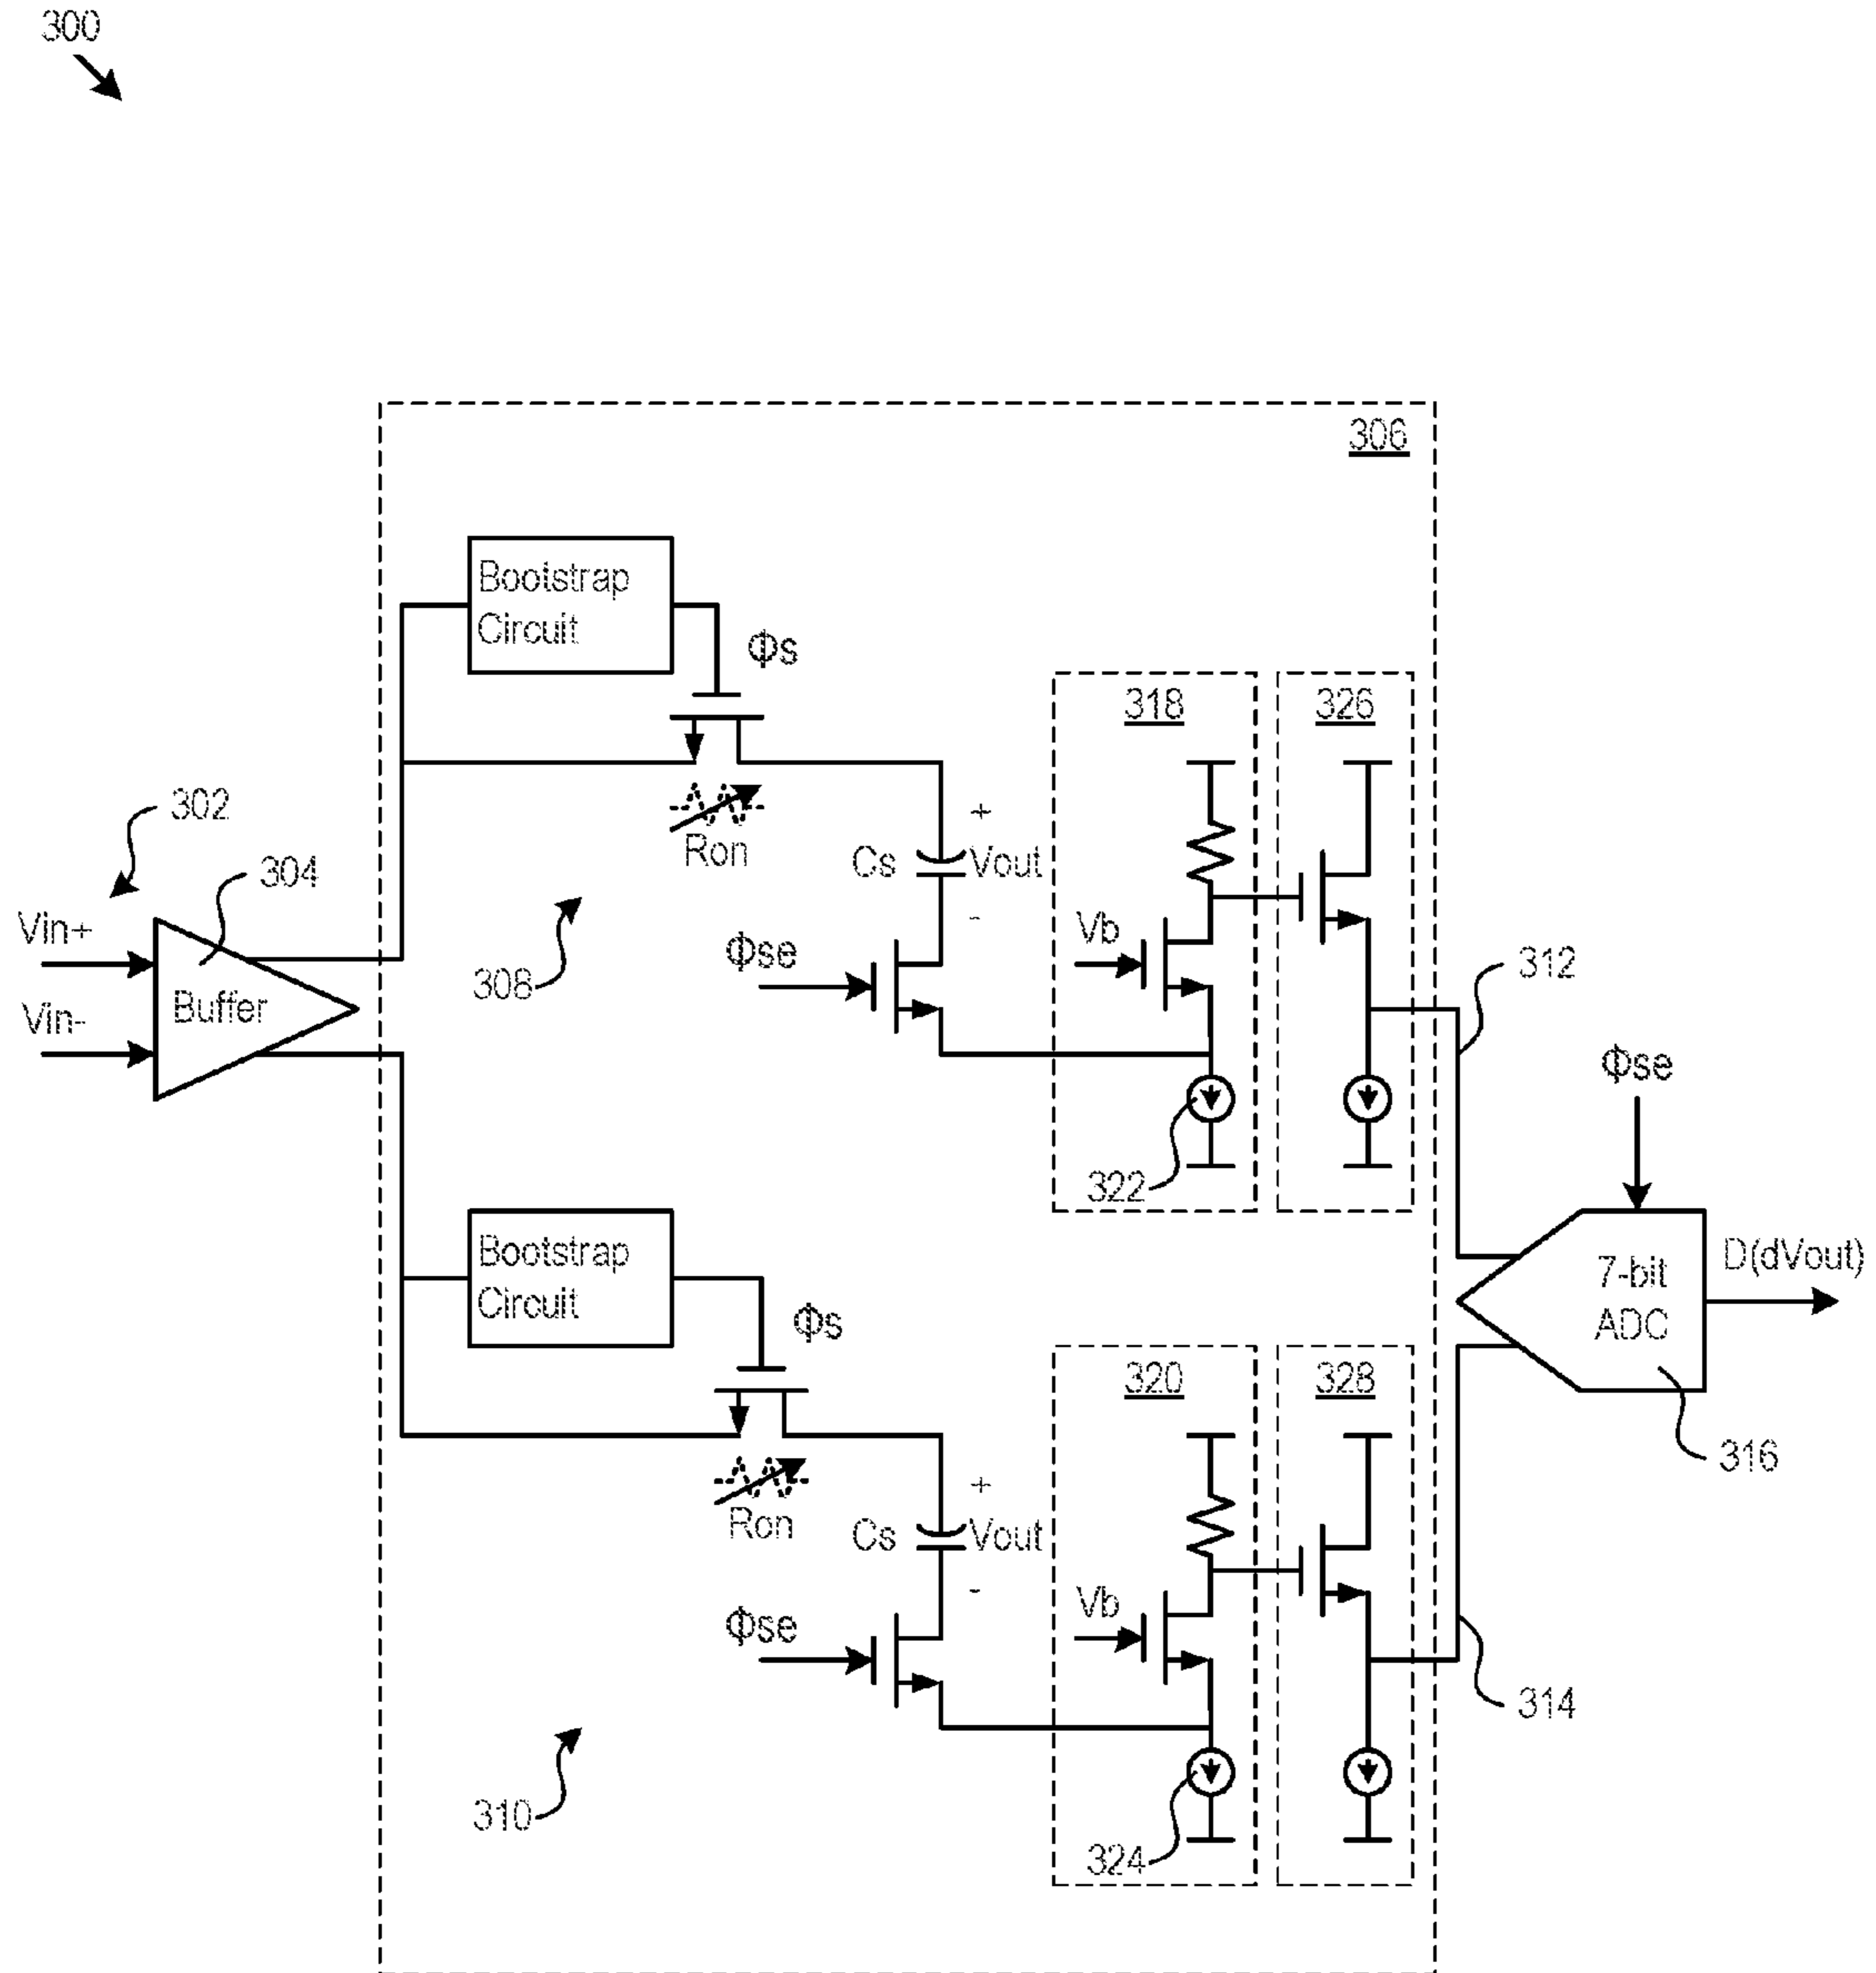 300
306
Bootstrap
Circuit
Φs
318
326
302
304
Ron
Cs
+
Vout
-
Vin+
Vb
Φse
308
312
Buffer
Vin-
Φse
322
Bootstrap
Circuit
Φs
7-bit
ADC
D(dVout)
320
328
316
Ron
Cs
+
Vout
-
Vb
Φse
314
310
324